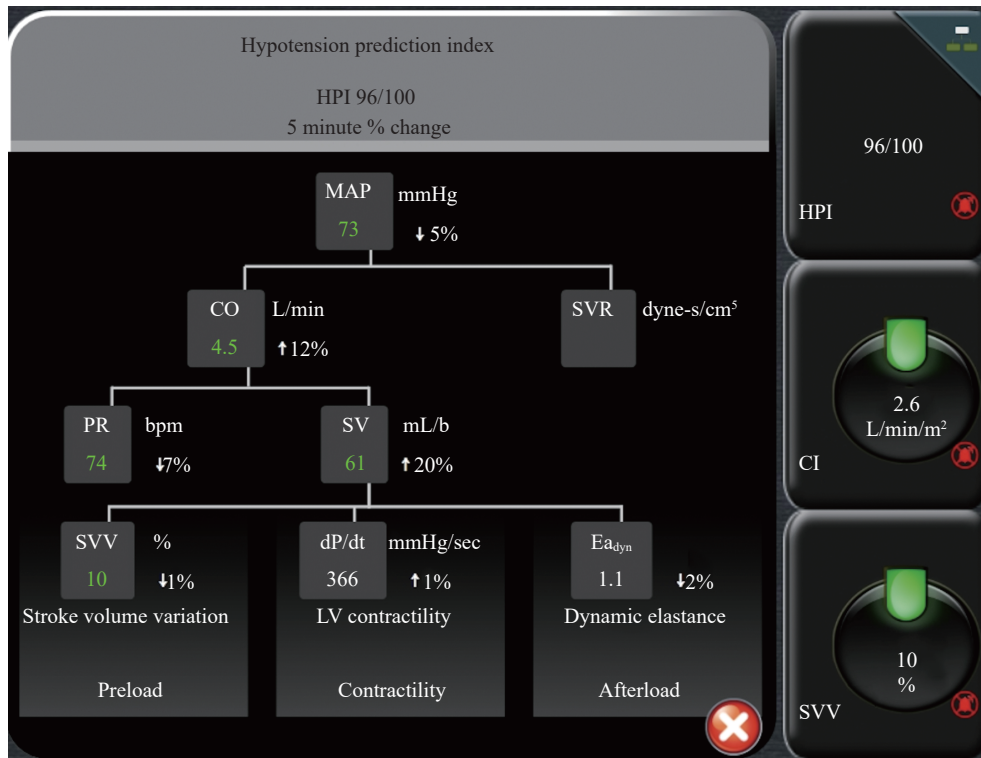 Hypotension prediction index
HPI 96/100
5 minute % change
MAP mmHg
73 ↓ 5%
CO L/min
4.5 ↑ 12%
SVR dyne-s/cm⁵
PR bpm
74 ↓7%
SV mL/b
61 ↑ 20%
SVV %
10 ↓1%
Stroke volume variation
Preload
dP/dt mmHg/sec
366 ↑ 1%
LV contractility
Contractility
Ea_dyn
1.1 ↓2%
Dynamic elastance
Afterload
96/100
HPI
2.6
L/min/m²
CI
10
%
SVV